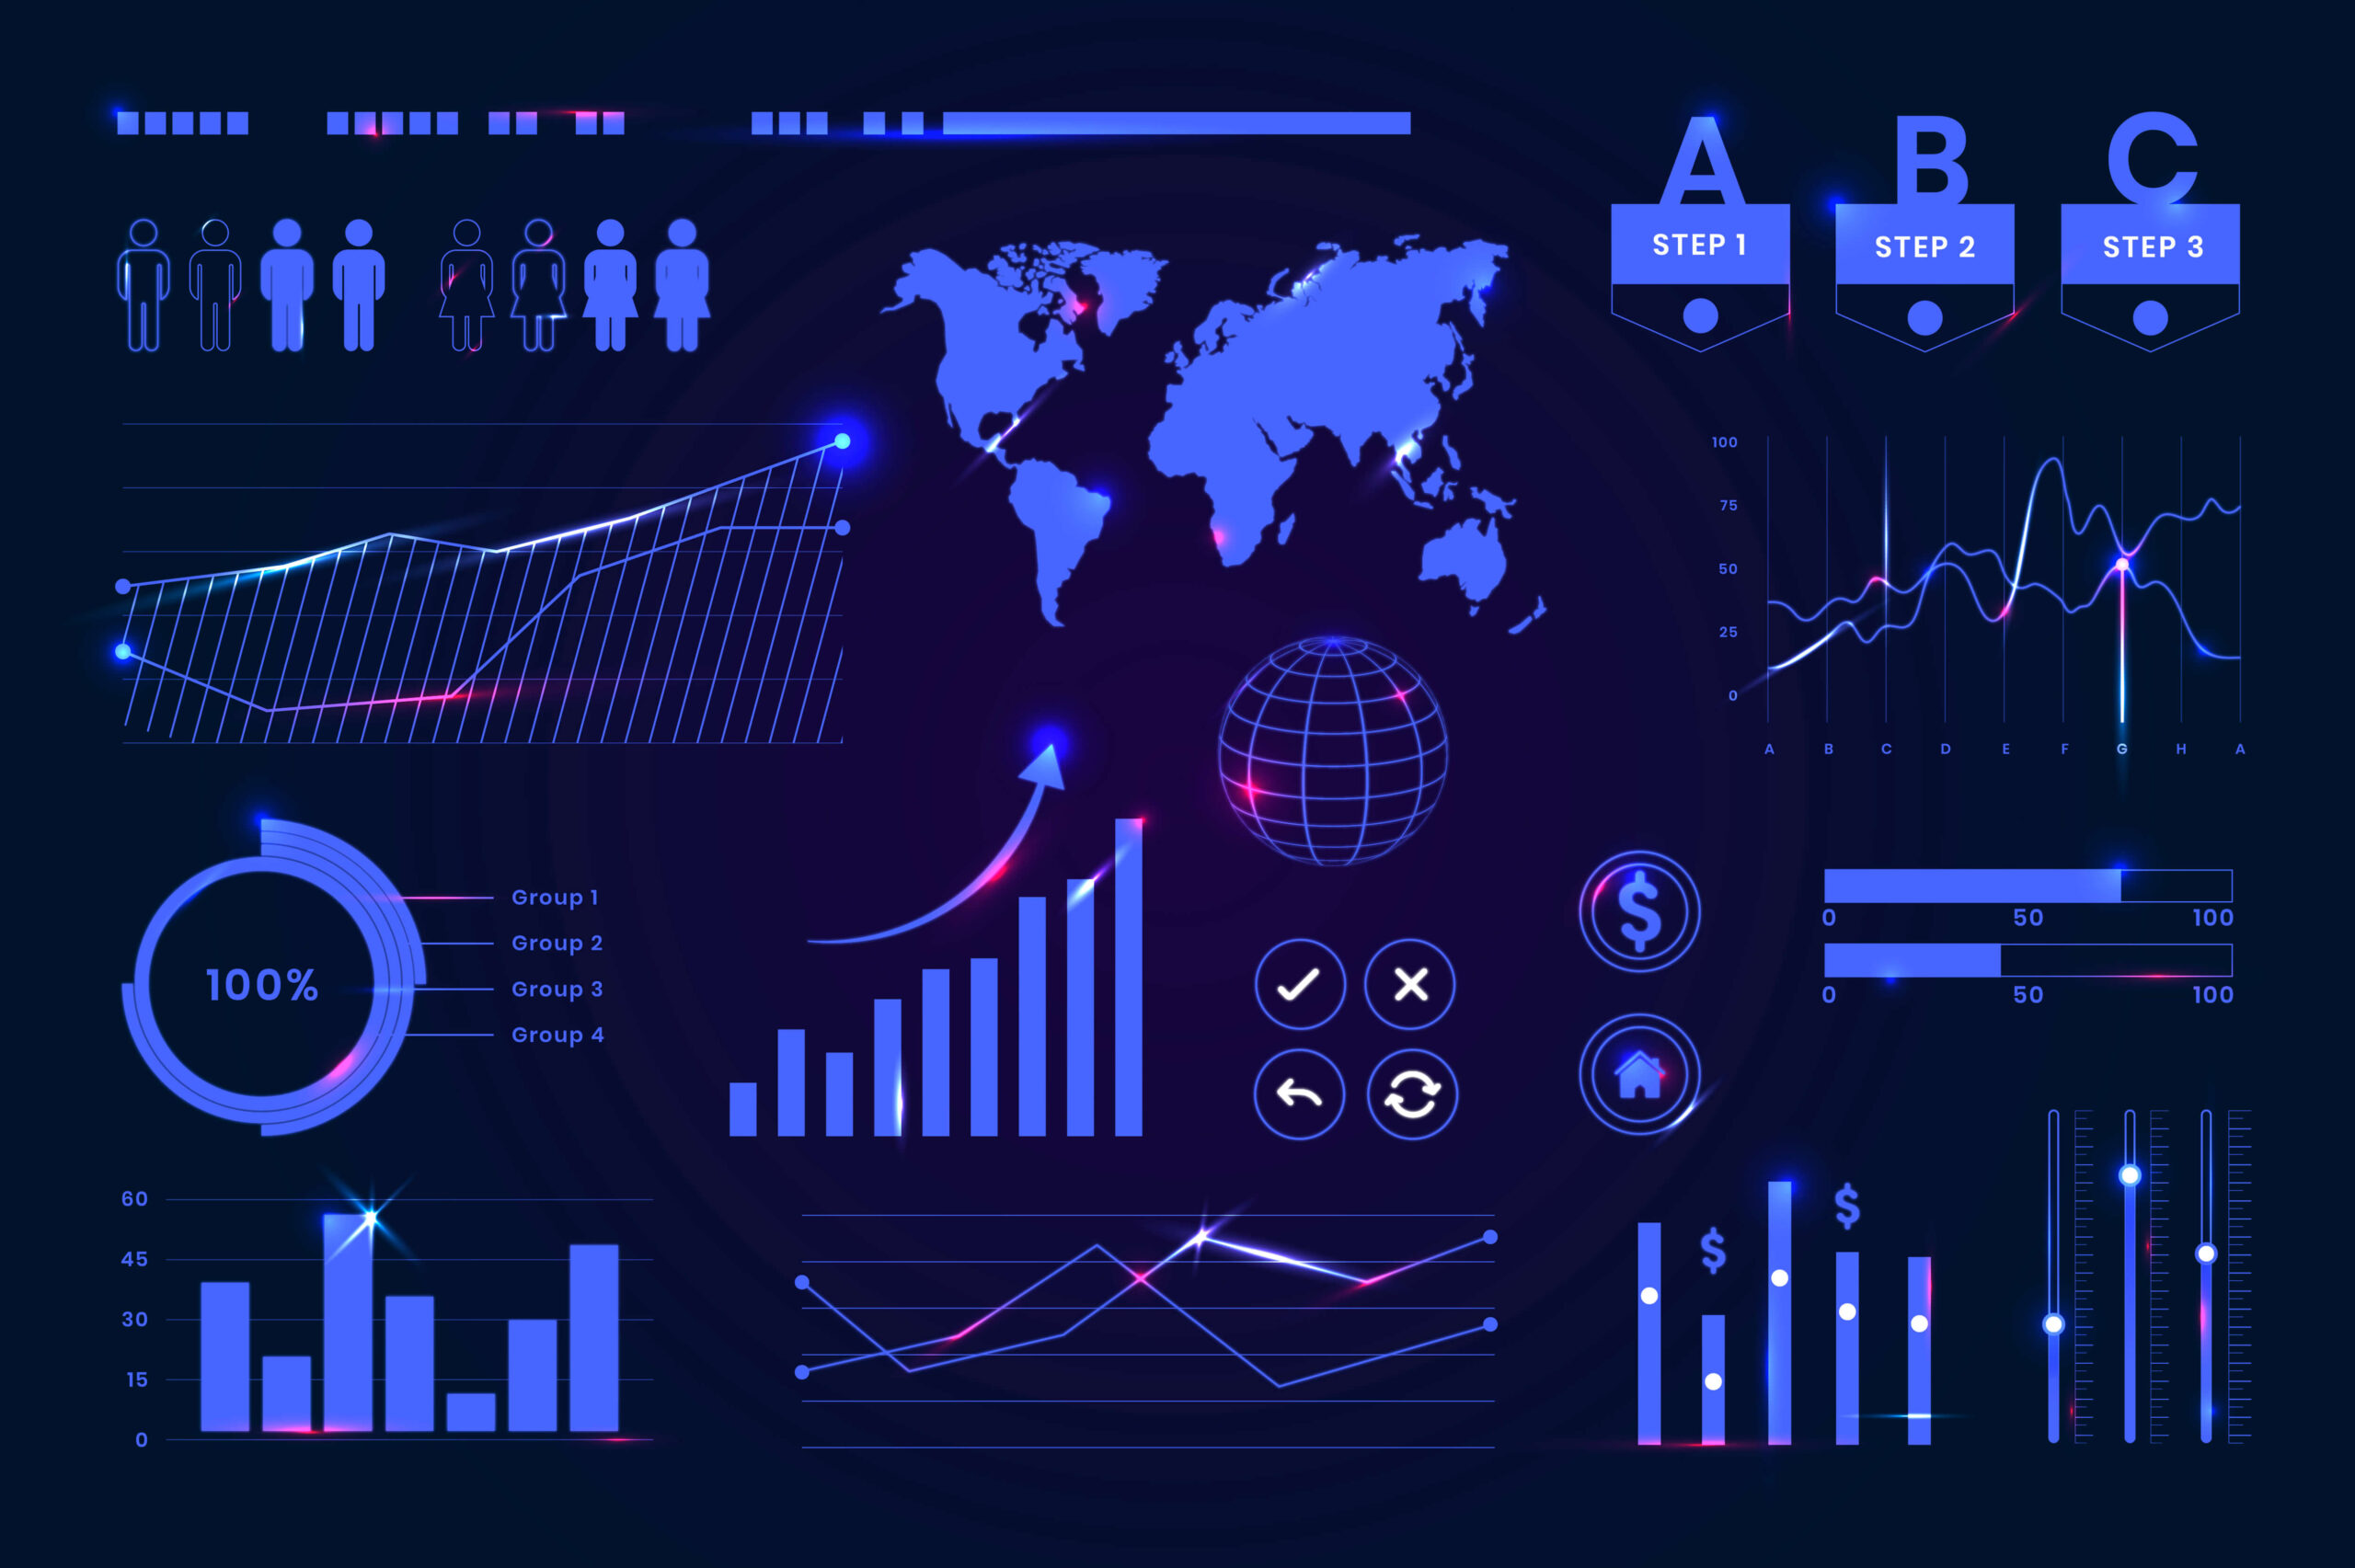 A B C
STEP 1 STEP 2 STEP 3
100
75
50
25
0
A B C D E F G H A
100%
Group 1
Group 2
Group 3
Group 4
$
0 50 100
0 50 100
60
45
30
15
0
$ $